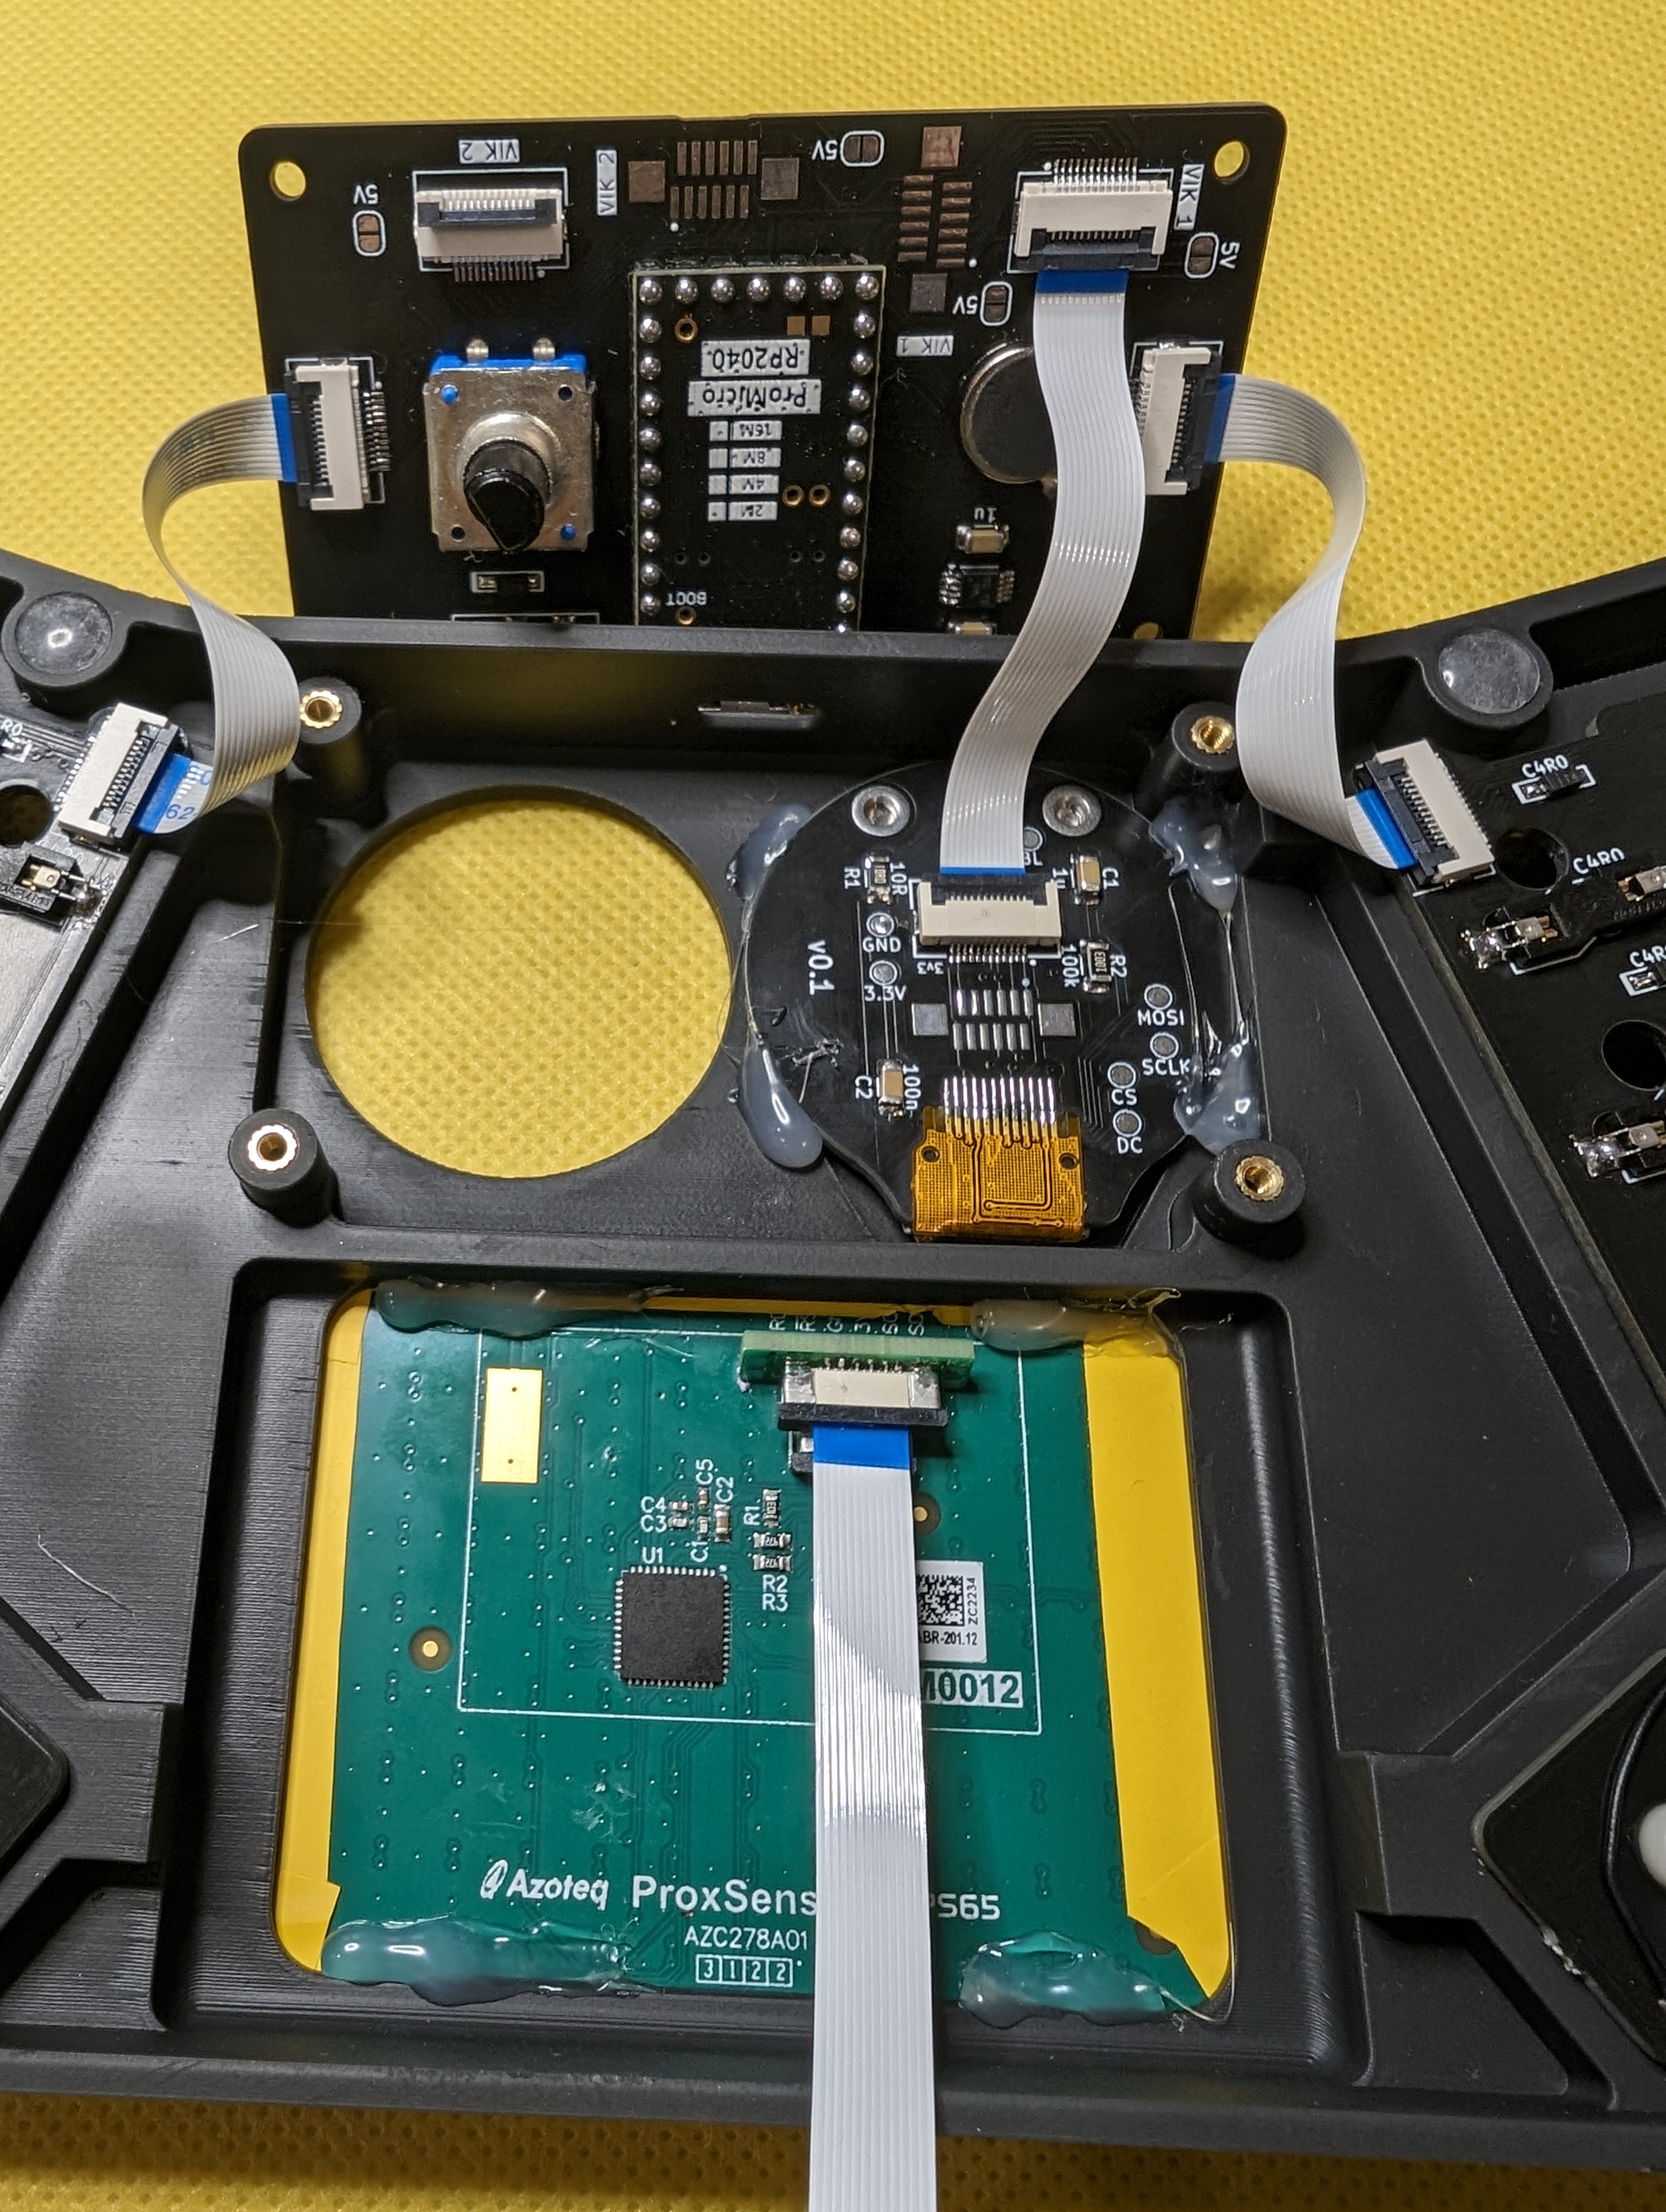 VIK 2
5V
VIK 2
5V
VIK 1
5V
5V
VIK 1
RP2040
ProMicro
16M
8M
4M
2M
BOOT
1u
62
C4R0
C4R0
R1
10R
1u
C1
GND
3v3
3.3V
v0.1
100k
R2
1003
MOSI
SCLK
CS
DC
C2
100n
C5
C4
C2
C3
R1
C1
U1
R2
R3
ZC2234
ABR-201.12
M0012
Azoteq ProxSens
PS65
AZC278A01
3122